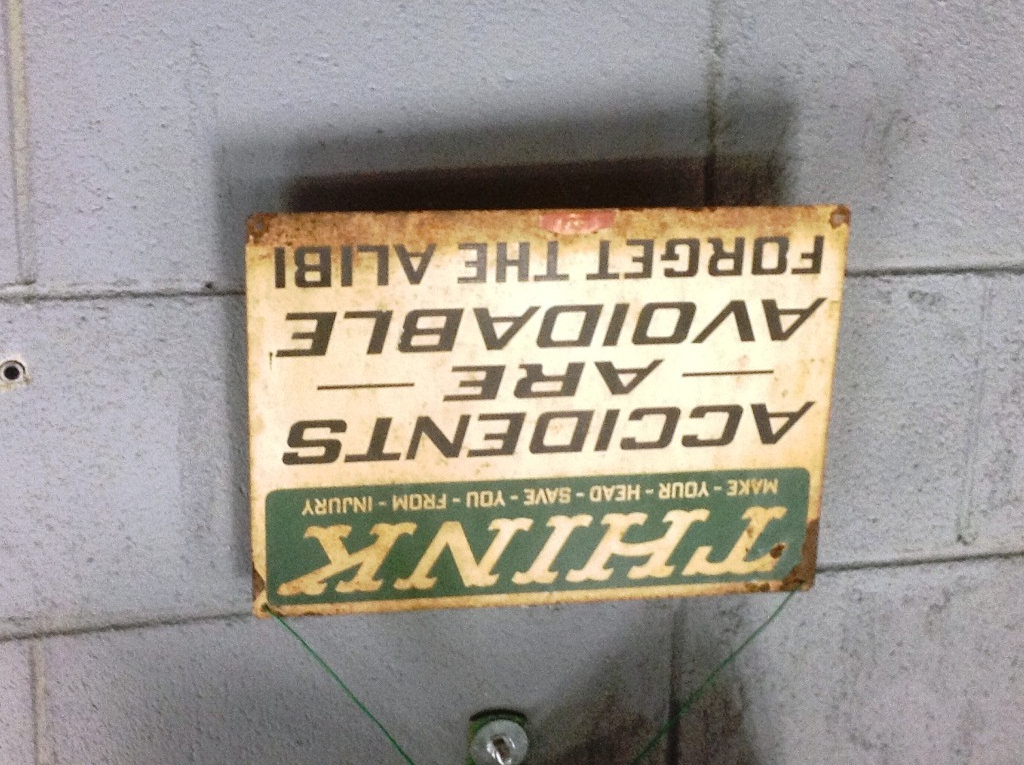 THINK
MAKE - YOUR - HEAD - SAVE - YOU - FROM - INJURY
ACCIDENTS
— ARE —
AVOIDABLE
FORGET THE ALIBI